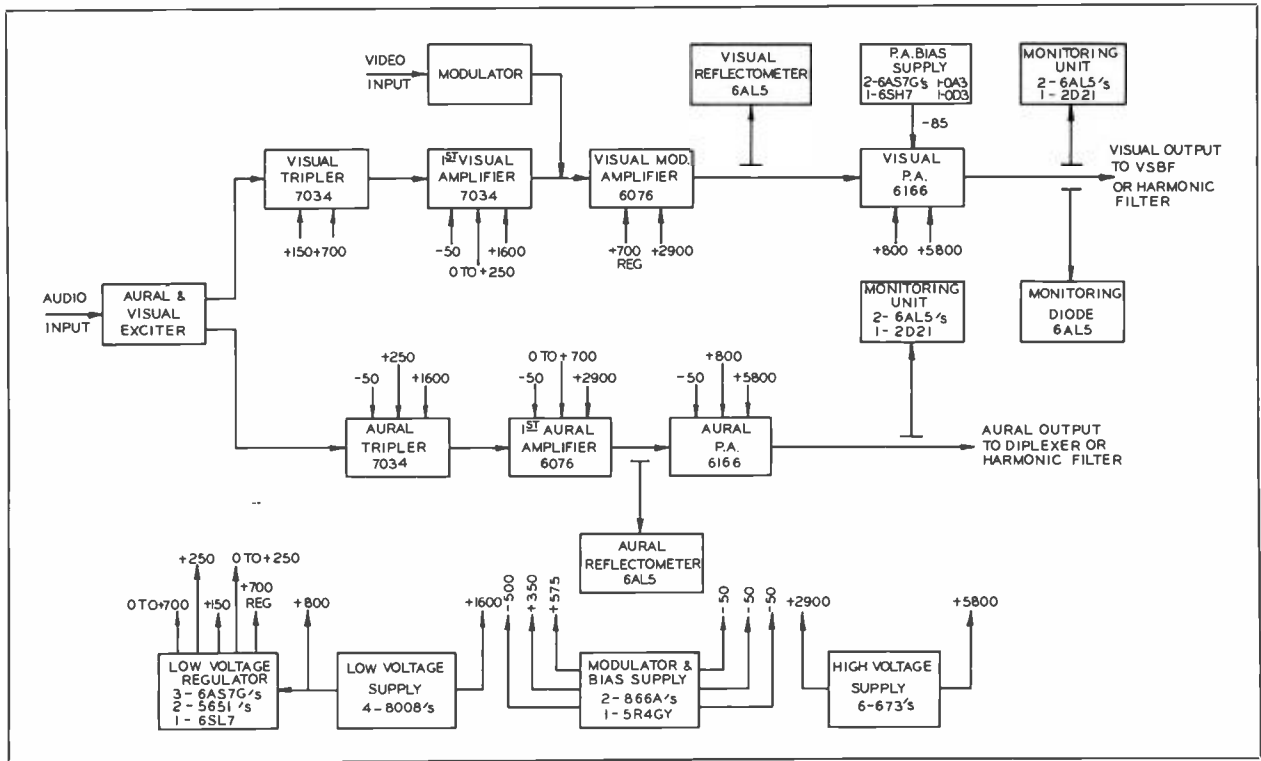 VIDEO
INPUT
MODULATOR
VISUAL
REFLECTOMETER
6AL5
P.A. BIAS
SUPPLY
2-6AS7G's 1-OA3
1-6SH7 1-OD3
-85
MONITORING
UNIT
2-6AL5's
1-2D21
VISUAL
TRIPLER
7034
+150 +700
1ST VISUAL
AMPLIFIER
7034
-50
0 TO +250
+1600
VISUAL MOD.
AMPLIFIER
6076
+700
REG
+2900
VISUAL
P.A.
6166
+800
+5800
VISUAL OUTPUT
TO VSBF
OR HARMONIC
FILTER
AUDIO
INPUT
AURAL &
VISUAL
EXCITER
MONITORING
UNIT
2-6AL5's
1-2D21
MONITORING
DIODE
6AL5
-50
+250
+1600
AURAL
TRIPLER
7034
0 TO +700
-50
+2900
1ST AURAL
AMPLIFIER
6076
+800
-50
+5800
AURAL
P.A.
6166
AURAL OUTPUT
TO DIPLEXER OR
HARMONIC FILTER
AURAL
REFLECTOMETER
6AL5
0 TO +700
+250
+150
0 TO +250
+700
REG
+800
+1600
LOW VOLTAGE
REGULATOR
3-6AS7G's
2-5651's
1-6SL7
LOW VOLTAGE
SUPPLY
4-8008's
-500
+350
+575
-50
-50
-50
MODULATOR &
BIAS SUPPLY
2-866A's
1-5R4GY
+2900
+5800
HIGH VOLTAGE
SUPPLY
6-673's